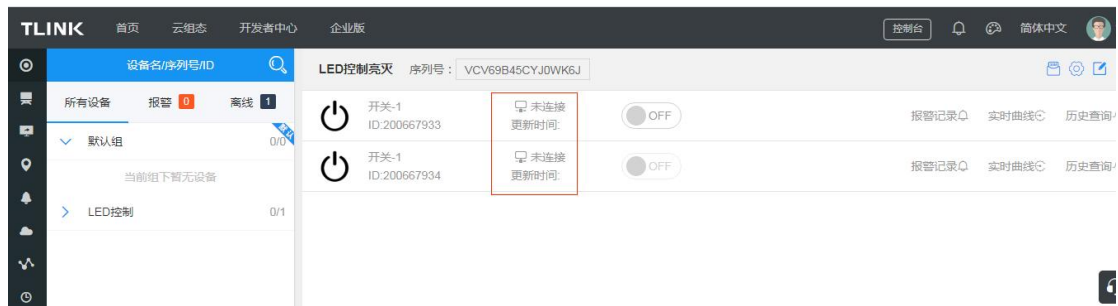 TLINK 首页 云组态 开发者中心 企业版 控制台 简体中文
设备名/序列号/ID
LED控制亮灭 序列号: VCV69B45CYJ0WK6J
所有设备 报警 0 离线 1
默认组 0/0
默认
当前组下暂无设备
LED控制 0/1
开关-1 未连接 OFF 报警记录 实时曲线 历史查询
ID:200667933 更新时间:
开关-1 未连接 OFF 报警记录 实时曲线 历史查询
ID:200667934 更新时间: